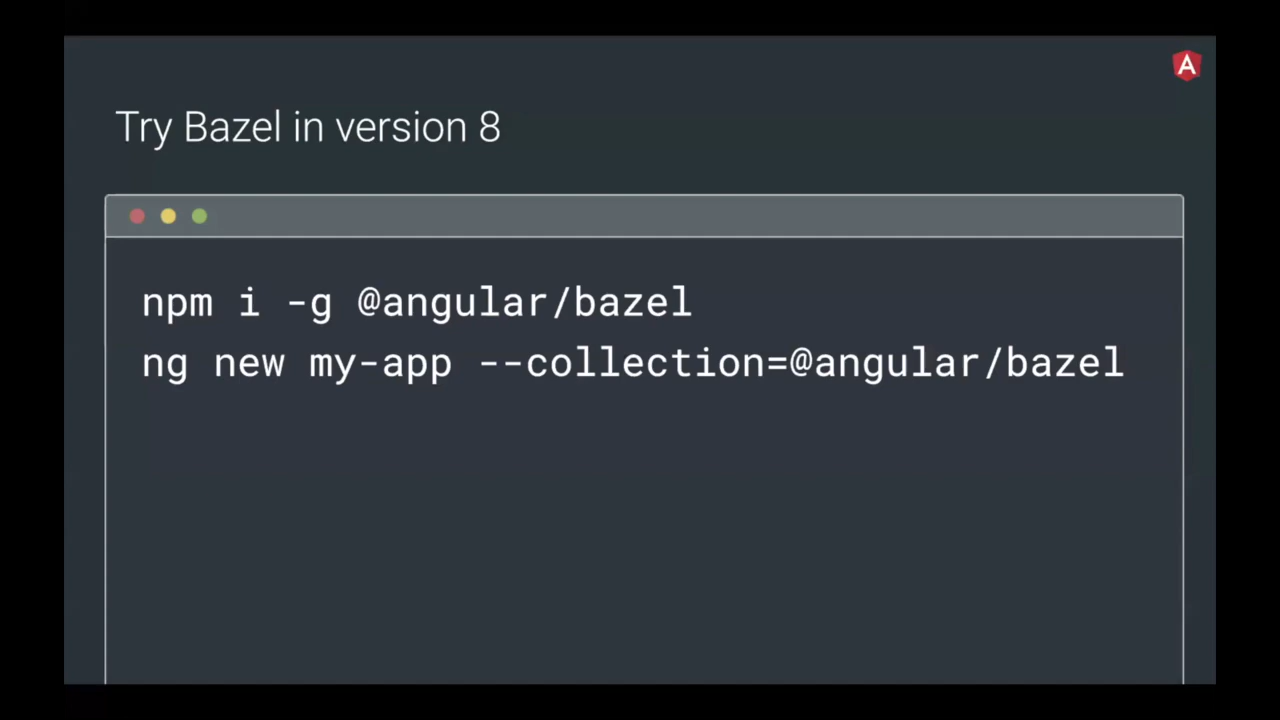 Try Bazel in version 8
npm i -g @angular/bazel
ng new my-app --collection=@angular/bazel